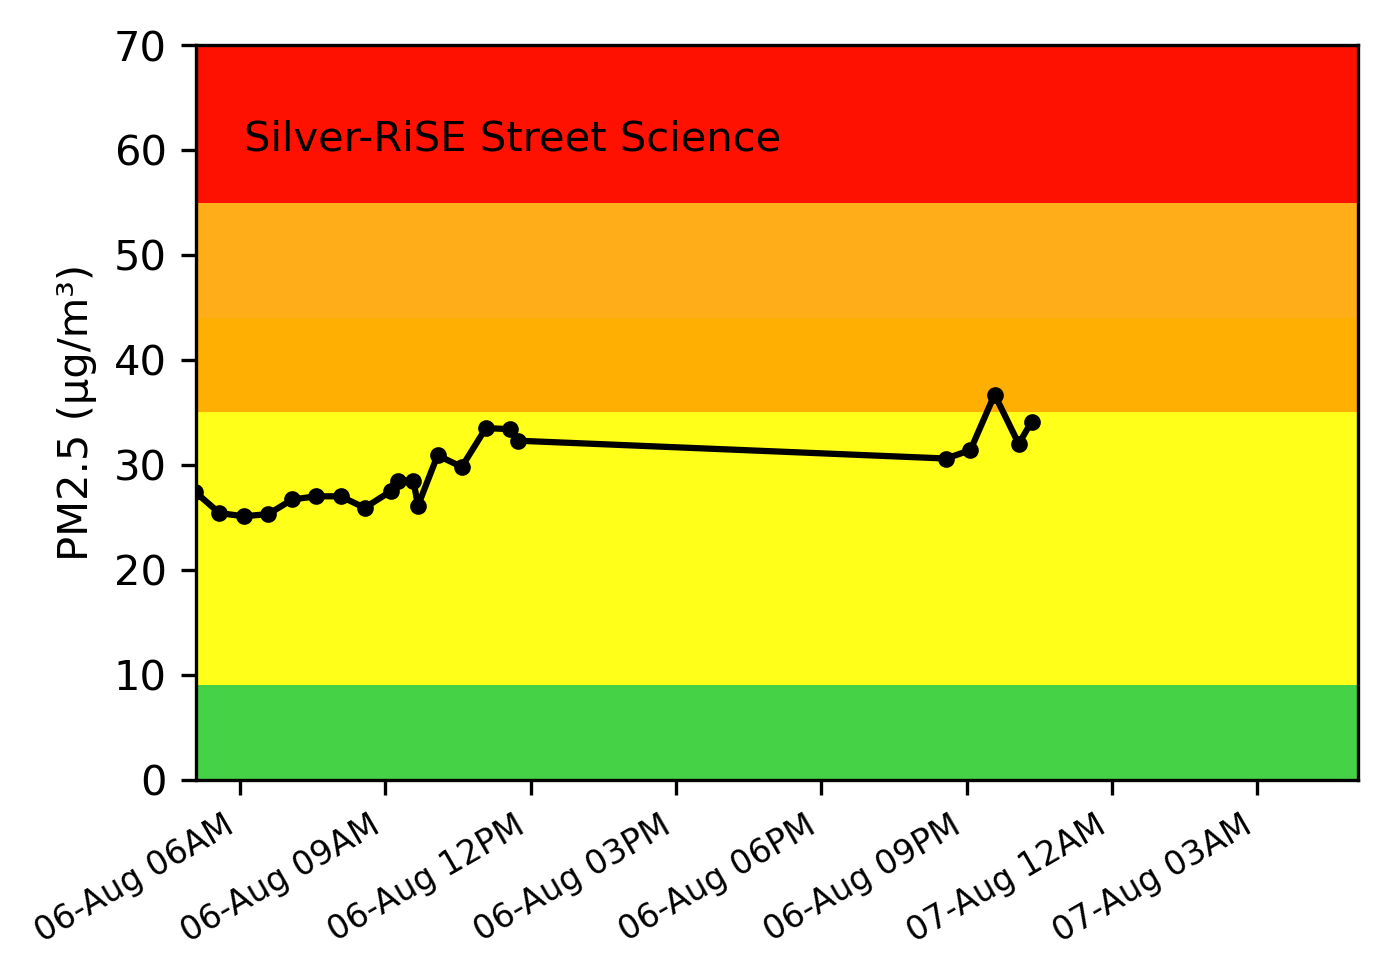 70
Silver-RiSE Street Science
60
50
40
30
20
10
0
PM2.5 (µg/m³)
06-Aug 06AM
06-Aug 09AM
06-Aug 12PM
06-Aug 03PM
06-Aug 06PM
06-Aug 09PM
07-Aug 12AM
07-Aug 03AM